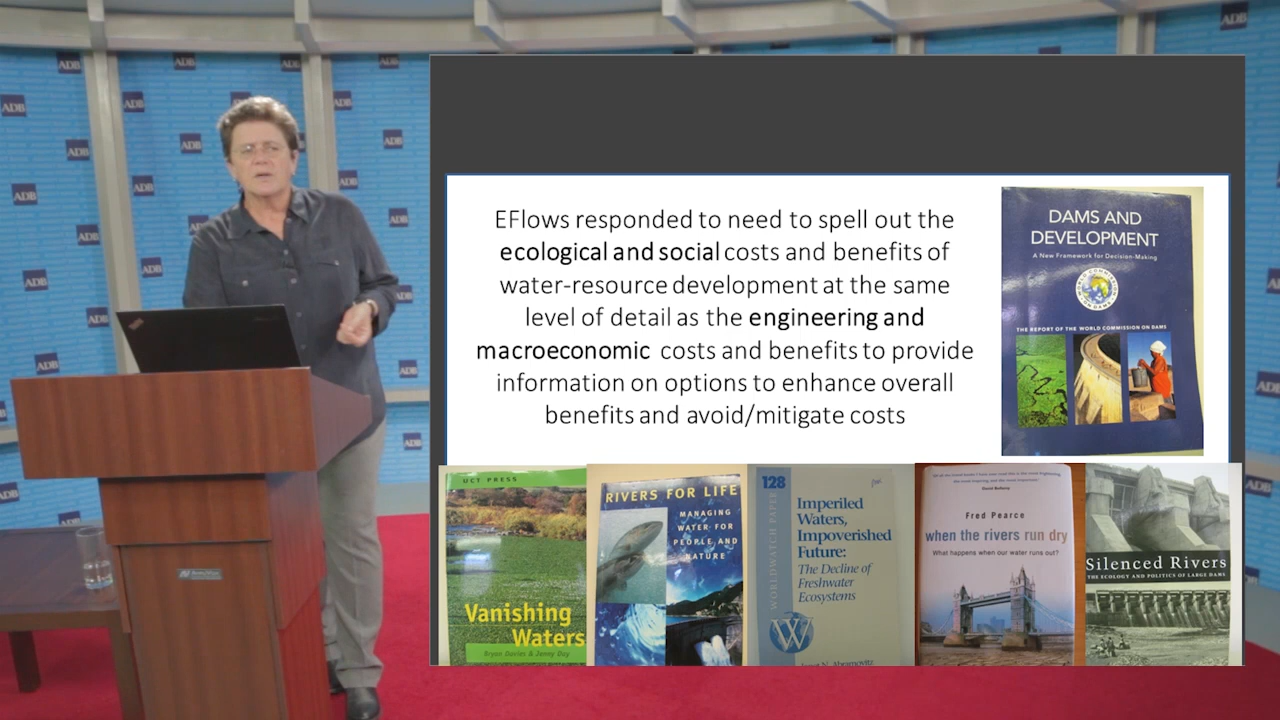 ADB
EFlows responded to need to spell out the
ecological and social costs and benefits of
water-resource development at the same
level of detail as the engineering and
macroeconomic costs and benefits to provide
information on options to enhance overall
benefits and avoid/mitigate costs
DAMS AND
DEVELOPMENT
A New Framework for Decision-Making
THE REPORT OF THE WORLD COMMISSION ON DAMS
UCT PRESS
Vanishing
Waters
Bryan Davies & Jenny Day
RIVERS FOR LIFE
MANAGING
WATER FOR
PEOPLE AND
NATURE
128
WORLDWATCH PAPER
Imperiled
Waters,
Impoverished
Future:
The Decline of
Freshwater
Ecosystems
W
Janet N. Abramovitz
Fred Pearce
when the rivers run dry
What happens when our water runs out?
Silenced Rivers
THE ECOLOGY AND POLITICS OF LARGE DAMS